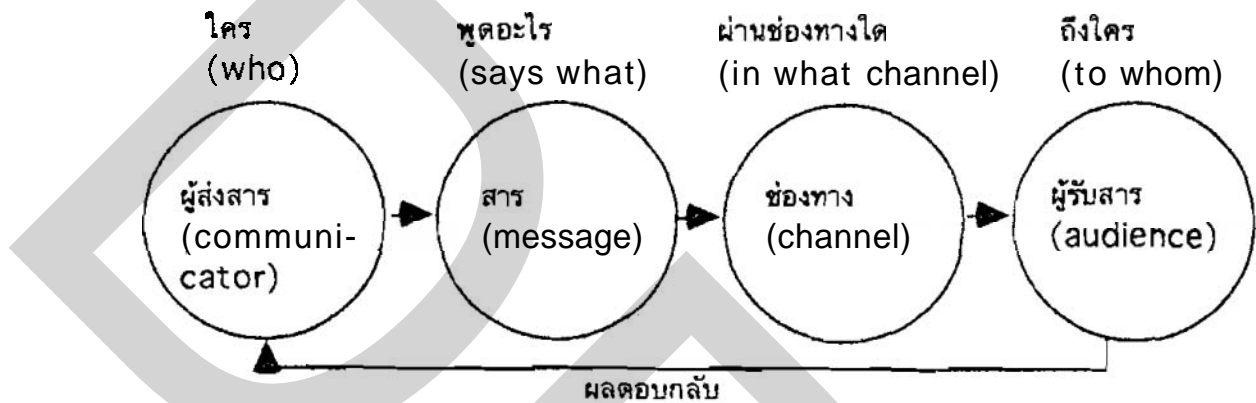 ใคร พูดอะไร ผ่านช่องทางใด ถึงใคร
(who) (says what) (in what channel) (to whom)
ผู้ส่งสาร สาร ช่องทาง ผู้รับสาร
(communi- (message) (channel) (audience)
cator)
ผลตอบกลับ